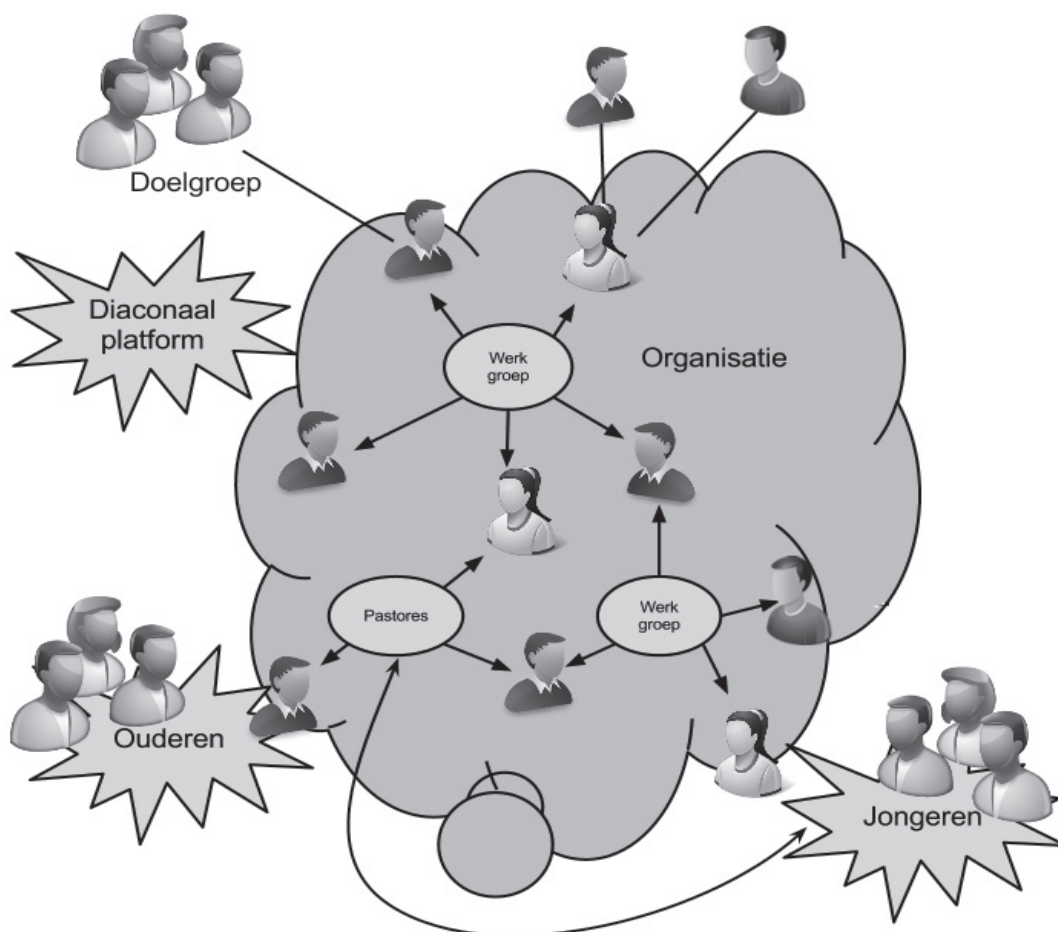 Doelgroep
Diaconaal
platform
Werk
groep
Organisatie
Pastores
Werk
groep
Ouderen
Jongeren